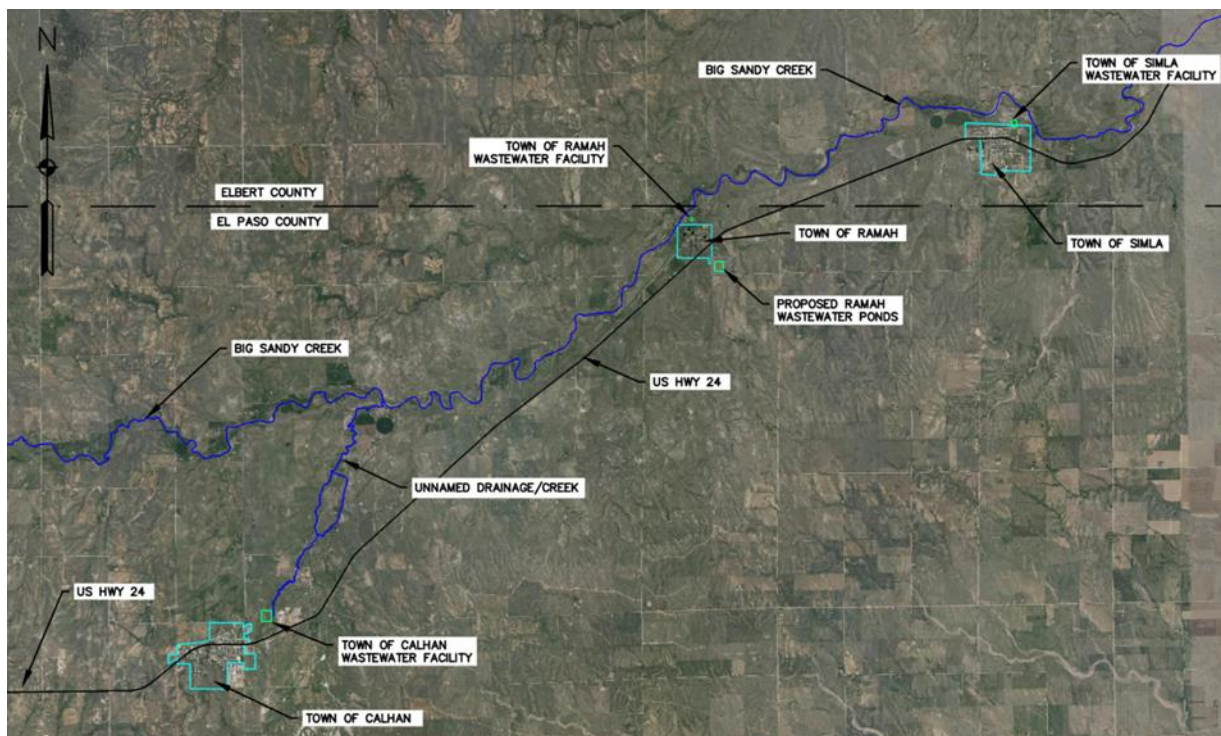 N
BIG SANDY CREEK
TOWN OF SIMLA
WASTEWATER FACILITY
TOWN OF RAMAH
WASTEWATER FACILITY
ELBERT COUNTY
EL PASO COUNTY
TOWN OF RAMAH
TOWN OF SIMLA
PROPOSED RAMAH
WASTEWATER PONDS
BIG SANDY CREEK
US HWY 24
UNNAMED DRAINAGE/CREEK
US HWY 24
TOWN OF CALHAN
WASTEWATER FACILITY
TOWN OF CALHAN